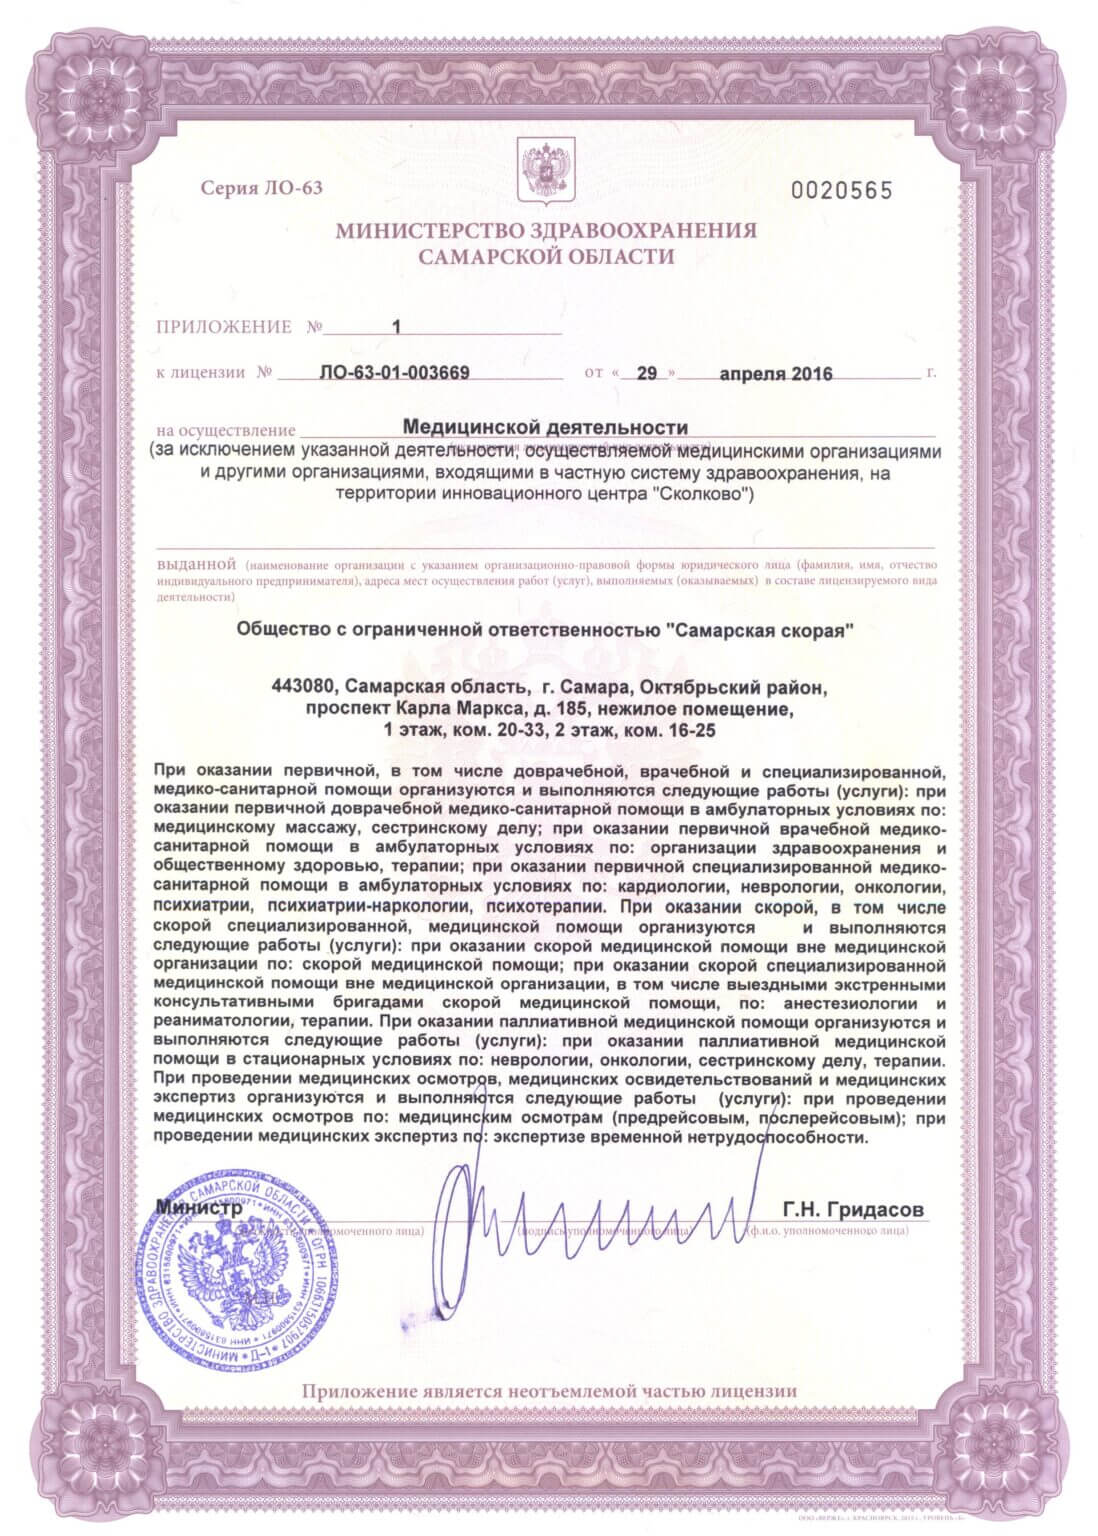 Серия ЛО-63
0020565
МИНИСТЕРСТВО ЗДРАВООХРАНЕНИЯ
САМАРСКОЙ ОБЛАСТИ
ПРИЛОЖЕНИЕ № 1
к лицензии № ЛО-63-01-003669 от « 29 » апреля 2016 г.
на осуществление Медицинской деятельности
(за исключением указанной деятельности, осуществляемой медицинскими организациями
и другими организациями, входящими в частную систему здравоохранения, на
территории инновационного центра "Сколково")
выданной (наименование организации с указанием организационно-правовой формы юридического лица (фамилия, имя, отчество
индивидуального предпринимателя), адреса мест осуществления работ (услуг), выполняемых (оказываемых) в составе лицензируемого вида
деятельности)
Общество с ограниченной ответственностью "Самарская скорая"
443080, Самарская область, г. Самара, Октябрьский район,
проспект Карла Маркса, д. 185, нежилое помещение,
1 этаж, ком. 20-33, 2 этаж, ком. 16-25
При оказании первичной, в том числе доврачебной, врачебной и специализированной,
медико-санитарной помощи организуются и выполняются следующие работы (услуги): при
оказании первичной доврачебной медико-санитарной помощи в амбулаторных условиях по:
медицинскому массажу, сестринскому делу; при оказании первичной врачебной медико-
санитарной помощи в амбулаторных условиях по: организации здравоохранения и
общественному здоровью, терапии; при оказании первичной специализированной медико-
санитарной помощи в амбулаторных условиях по: кардиологии, неврологии, онкологии,
психиатрии, психиатрии-наркологии, психотерапии. При оказании скорой, в том числе
скорой специализированной, медицинской помощи организуются и выполняются
следующие работы (услуги): при оказании скорой медицинской помощи вне медицинской
организации по: скорой медицинской помощи; при оказании скорой специализированной
медицинской помощи вне медицинской организации, в том числе выездными экстренными
консультативными бригадами скорой медицинской помощи, по: анестезиологии и
реаниматологии, терапии. При оказании паллиативной медицинской помощи организуются и
выполняются следующие работы (услуги): при оказании паллиативной медицинской
помощи в стационарных условиях по: неврологии, онкологии, сестринскому делу, терапии.
При проведении медицинских осмотров, медицинских освидетельствований и медицинских
экспертиз организуются и выполняются следующие работы (услуги): при проведении
медицинских осмотров по: медицинским осмотрам (предрейсовым, послерейсовым); при
проведении медицинских экспертиз по: экспертизе временной нетрудоспособности.
Министр Г.Н. Гридасов
лица) (подпись уполномоченного лица) (ф.и.о. уполномоченного лица)
МИНИСТЕРСТВО ЗДРАВООХРАНЕНИЯ САМАРСКОЙ ОБЛАСТИ * ОГРН 1066315057907 * Д-1 *
ИНН 6315800971 * ИНН 6315800971 * ИНН 6315800971
Приложение является неотъемлемой частью лицензии